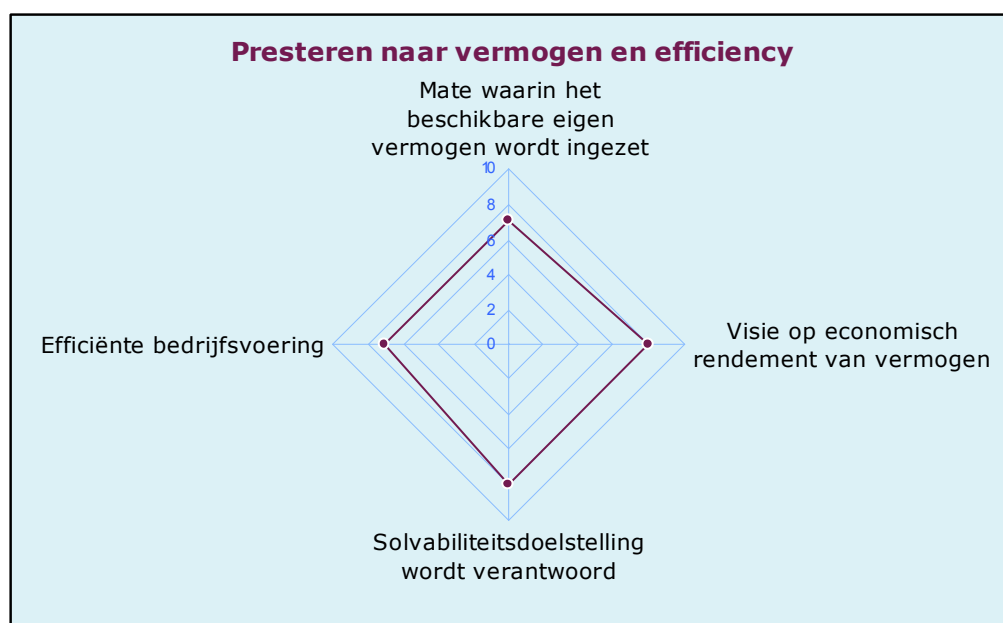 Presteren naar vermogen en efficiency
Mate waarin het
beschikbare eigen
vermogen wordt ingezet
10
8
6
4
2
0
Efficiënte bedrijfsvoering
Visie op economisch
rendement van vermogen
Solvabiliteitsdoelstelling
wordt verantwoord